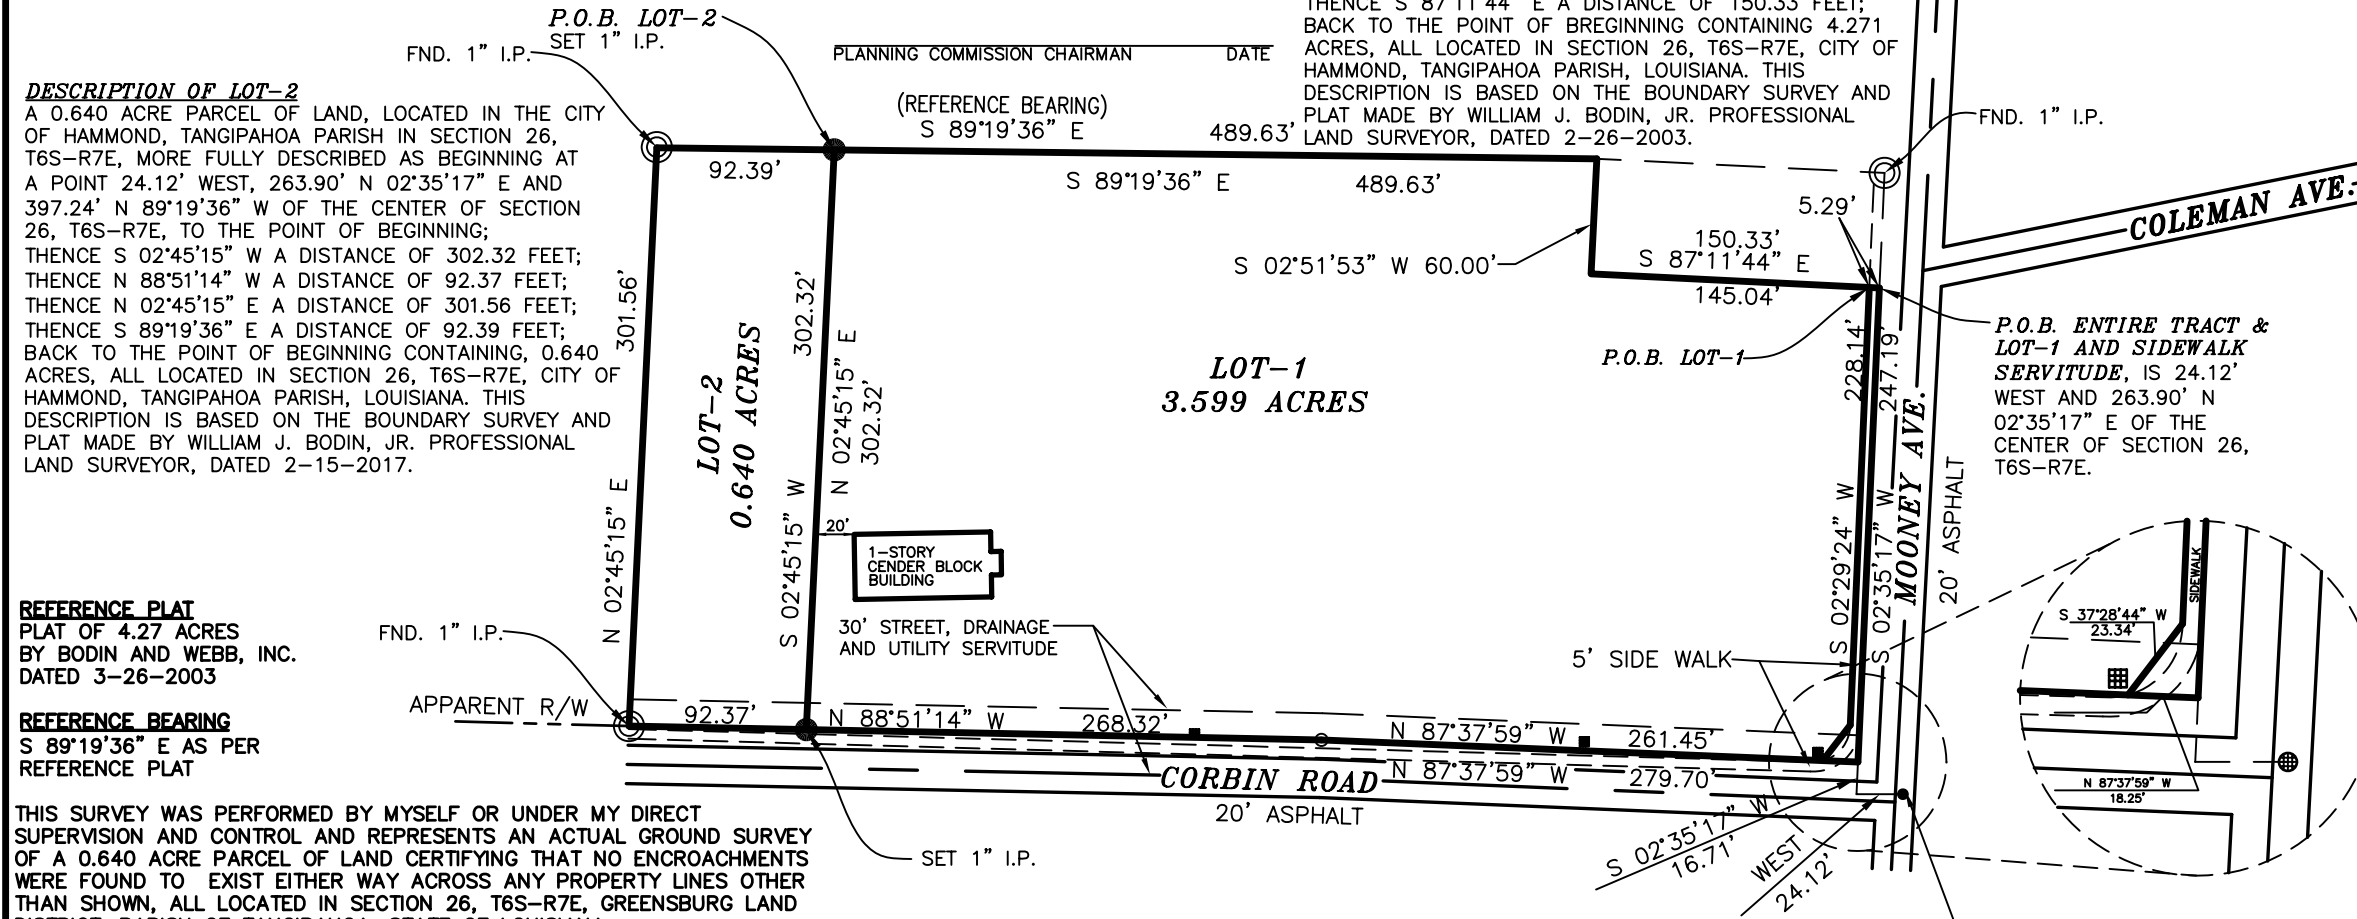 P.O.B. LOT-2
SET 1" I.P.
FND. 1" I.P.
PLANNING COMMISSION CHAIRMAN DATE
THENCE S 87°11'44" E A DISTANCE OF 150.33 FEET;
BACK TO THE POINT OF BREGINNING CONTAINING 4.271
ACRES, ALL LOCATED IN SECTION 26, T6S-R7E, CITY OF
HAMMOND, TANGIPAHOA PARISH, LOUISIANA. THIS
DESCRIPTION IS BASED ON THE BOUNDARY SURVEY AND
PLAT MADE BY WILLIAM J. BODIN, JR. PROFESSIONAL
LAND SURVEYOR, DATED 2-26-2003.
DESCRIPTION OF LOT-2
A 0.640 ACRE PARCEL OF LAND, LOCATED IN THE CITY
OF HAMMOND, TANGIPAHOA PARISH IN SECTION 26,
T6S-R7E, MORE FULLY DESCRIBED AS BEGINNING AT
A POINT 24.12' WEST, 263.90' N 02°35'17" E AND
397.24' N 89°19'36" W OF THE CENTER OF SECTION
26, T6S-R7E, TO THE POINT OF BEGINNING;
THENCE S 02°45'15" W A DISTANCE OF 302.32 FEET;
THENCE N 88°51'14" W A DISTANCE OF 92.37 FEET;
THENCE N 02°45'15" E A DISTANCE OF 301.56 FEET;
THENCE S 89°19'36" E A DISTANCE OF 92.39 FEET;
BACK TO THE POINT OF BEGINNING CONTAINING, 0.640
ACRES, ALL LOCATED IN SECTION 26, T6S-R7E, CITY OF
HAMMOND, TANGIPAHOA PARISH, LOUISIANA. THIS
DESCRIPTION IS BASED ON THE BOUNDARY SURVEY AND
PLAT MADE BY WILLIAM J. BODIN, JR. PROFESSIONAL
LAND SURVEYOR, DATED 2-15-2017.
(REFERENCE BEARING)
S 89°19'36" E 489.63'
92.39'
S 89°19'36" E 489.63'
FND. 1" I.P.
COLEMAN AVE.
5.29'
150.33'
S 87°11'44" E
145.04'
S 02°51'53" W 60.00'
P.O.B. LOT-1
P.O.B. ENTIRE TRACT &
LOT-1 AND SIDEWALK
SERVITUDE, IS 24.12'
WEST AND 263.90' N
02°35'17" E OF THE
CENTER OF SECTION 26,
T6S-R7E.
LOT-1
3.599 ACRES
LOT-2
0.640 ACRES
N 02°45'15" E 301.56'
S 02°45'15" W 302.32'
N 02°45'15" E
302.32'
S 02°29'24" W 228.14'
S 02°35'17" W 247.19'
MOONEY AVE.
20' ASPHALT
20'
1-STORY
CENDER BLOCK
BUILDING
30' STREET, DRAINAGE
AND UTILITY SERVITUDE
5' SIDE WALK
SIDEWALK
S 37°28'44" W
23.34'
N 87°37'59" W
18.25'
REFERENCE PLAT
PLAT OF 4.27 ACRES
BY BODIN AND WEBB, INC.
DATED 3-26-2003
FND. 1" I.P.
APPARENT R/W
REFERENCE BEARING
S 89°19'36" E AS PER
REFERENCE PLAT
92.37' N 88°51'14" W 268.32' N 87°37'59" W 261.45'
CORBIN ROAD N 87°37'59" W 279.70'
20' ASPHALT
S 02°35'17" W
16.71'
WEST
24.12'
SET 1" I.P.
THIS SURVEY WAS PERFORMED BY MYSELF OR UNDER MY DIRECT
SUPERVISION AND CONTROL AND REPRESENTS AN ACTUAL GROUND SURVEY
OF A 0.640 ACRE PARCEL OF LAND CERTIFYING THAT NO ENCROACHMENTS
WERE FOUND TO EXIST EITHER WAY ACROSS ANY PROPERTY LINES OTHER
THAN SHOWN, ALL LOCATED IN SECTION 26, T6S-R7E, GREENSBURG LAND